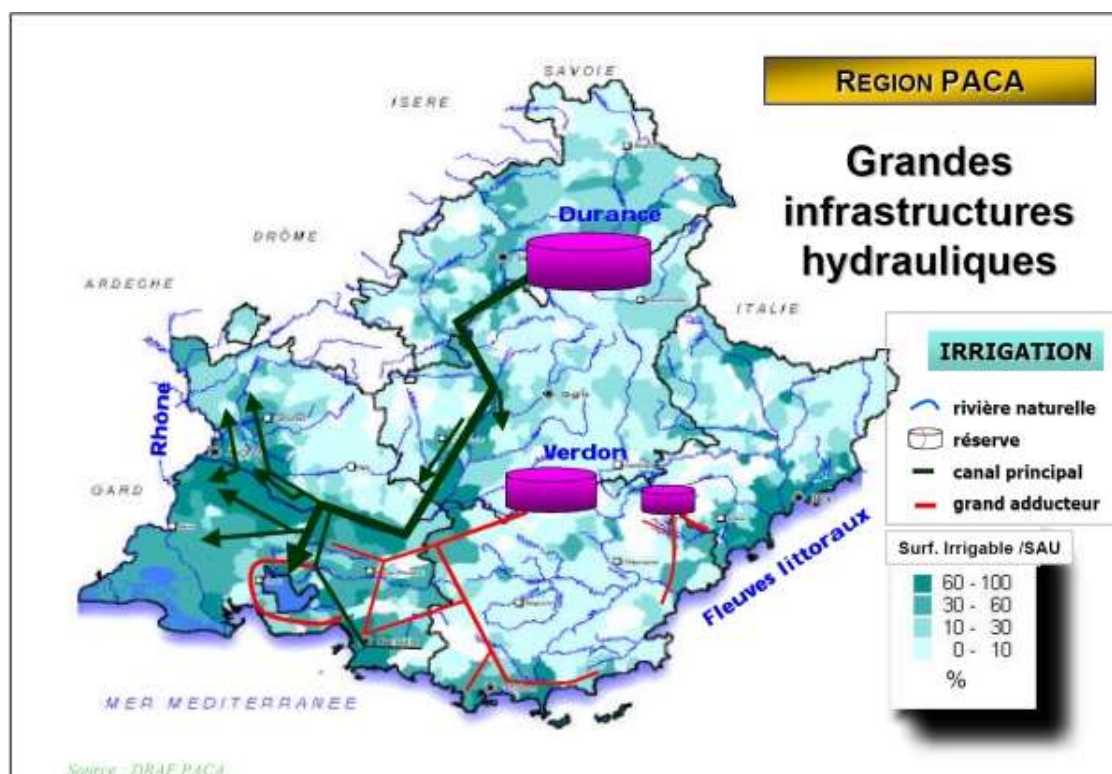 SAVOIE
REGION PACA
ISERE
Grandes
infrastructures
hydrauliques
Durance
DRÔME
ARDECHE
ITALIE
IRRIGATION
rivière naturelle
réserve
canal principal
grand adducteur
Rhône
Verdon
GARD
Fleuves littoraux
Surf. Irrigable /SAU
60 - 100
30 - 60
10 - 30
0 - 10
%
MER MEDITERRANEE
Source : DRAF PACA